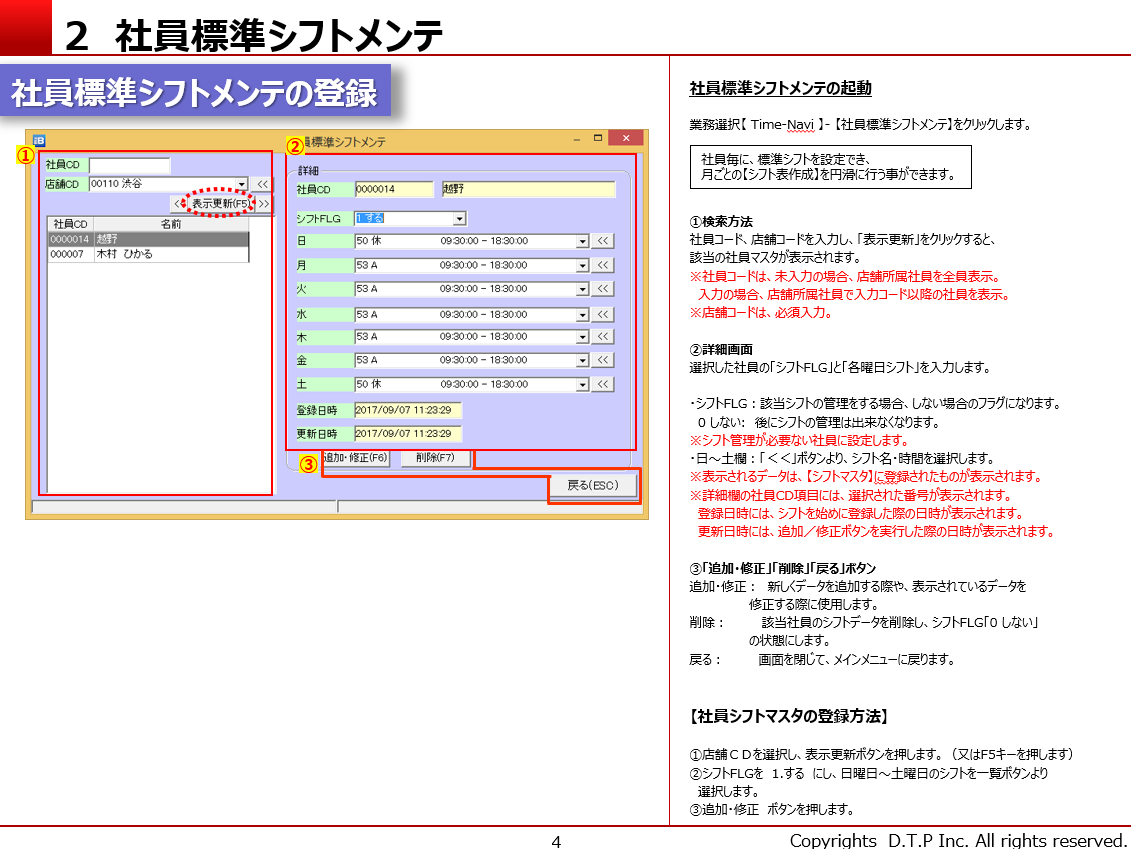 2 社員標準シフトメンテ
社員標準シフトメンテの登録
① 
社員CD
店舗CD 00110 渋谷 <<
<< 表示更新(F5) >>
社員CD 名前
0000014 越野
000007 木村 ひかる
② 員標準シフトメンテ
詳細
社員CD 0000014 越野
シフトFLG 1 する
日 50 休 09:30:00 - 18:30:00 <<
月 53 A 09:30:00 - 18:30:00 <<
火 53 A 09:30:00 - 18:30:00 <<
水 53 A 09:30:00 - 18:30:00 <<
木 53 A 09:30:00 - 18:30:00 <<
金 53 A 09:30:00 - 18:30:00 <<
土 50 休 09:30:00 - 18:30:00 <<
登録日時 2017/09/07 11:23:29
更新日時 2017/09/07 11:23:29
③ 追加・修正(F6) 削除(F7)
戻る(ESC)
社員標準シフトメンテの起動
業務選択【 Time-Navi 】-【社員標準シフトメンテ】をクリックします。
社員毎に、標準シフトを設定でき、
月ごとの【シフト表作成】を円滑に行う事ができます。
①検索方法
社員コード、店舗コードを入力し、「表示更新」をクリックすると、
該当の社員マスタが表示されます。
※社員コードは、未入力の場合、店舗所属社員を全員表示。
入力の場合、店舗所属社員で入力コード以降の社員を表示。
※店舗コードは、必須入力。
②詳細画面
選択した社員の「シフトFLG」と「各曜日シフト」を入力します。
・シフトFLG：該当シフトの管理をする場合、しない場合のフラグになります。
0 しない: 後にシフトの管理は出来なくなります。
※シフト管理が必要ない社員に設定します。
・日～土欄：「＜＜」ボタンより、シフト名・時間を選択します。
※表示されるデータは、【シフトマスタ】に登録されたものが表示されます。
※詳細欄の社員CD項目には、選択された番号が表示されます。
登録日時には、シフトを始めに登録した際の日時が表示されます。
更新日時には、追加／修正ボタンを実行した際の日時が表示されます。
③「追加・修正」「削除」「戻る」ボタン
追加・修正： 新しくデータを追加する際や、表示されているデータを
修正する際に使用します。
削除： 該当社員のシフトデータを削除し、シフトFLG「0 しない」
の状態にします。
戻る： 画面を閉じて、メインメニューに戻ります。
【社員シフトマスタの登録方法】
①店舗ＣＤを選択し、表示更新ボタンを押します。（又はF5キーを押します）
②シフトFLGを 1.する にし、日曜日～土曜日のシフトを一覧ボタンより
選択します。
③追加・修正 ボタンを押します。
4
Copyrights D.T.P Inc. All rights reserved.